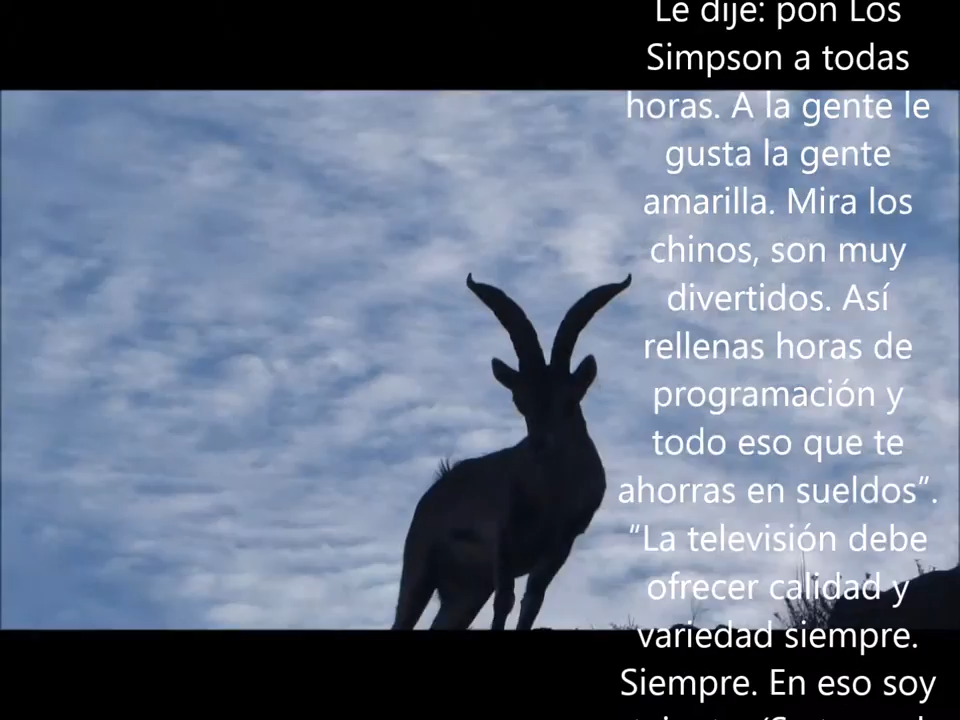 Le dije: pon Los
Simpson a todas
horas. A la gente le
gusta la gente
amarilla. Mira los
chinos, son muy
divertidos. Así
rellenas horas de
programación y
todo eso que te
ahorras en sueldos”.
“La televisión debe
ofrecer calidad y
variedad siempre.
Siempre. En eso soy